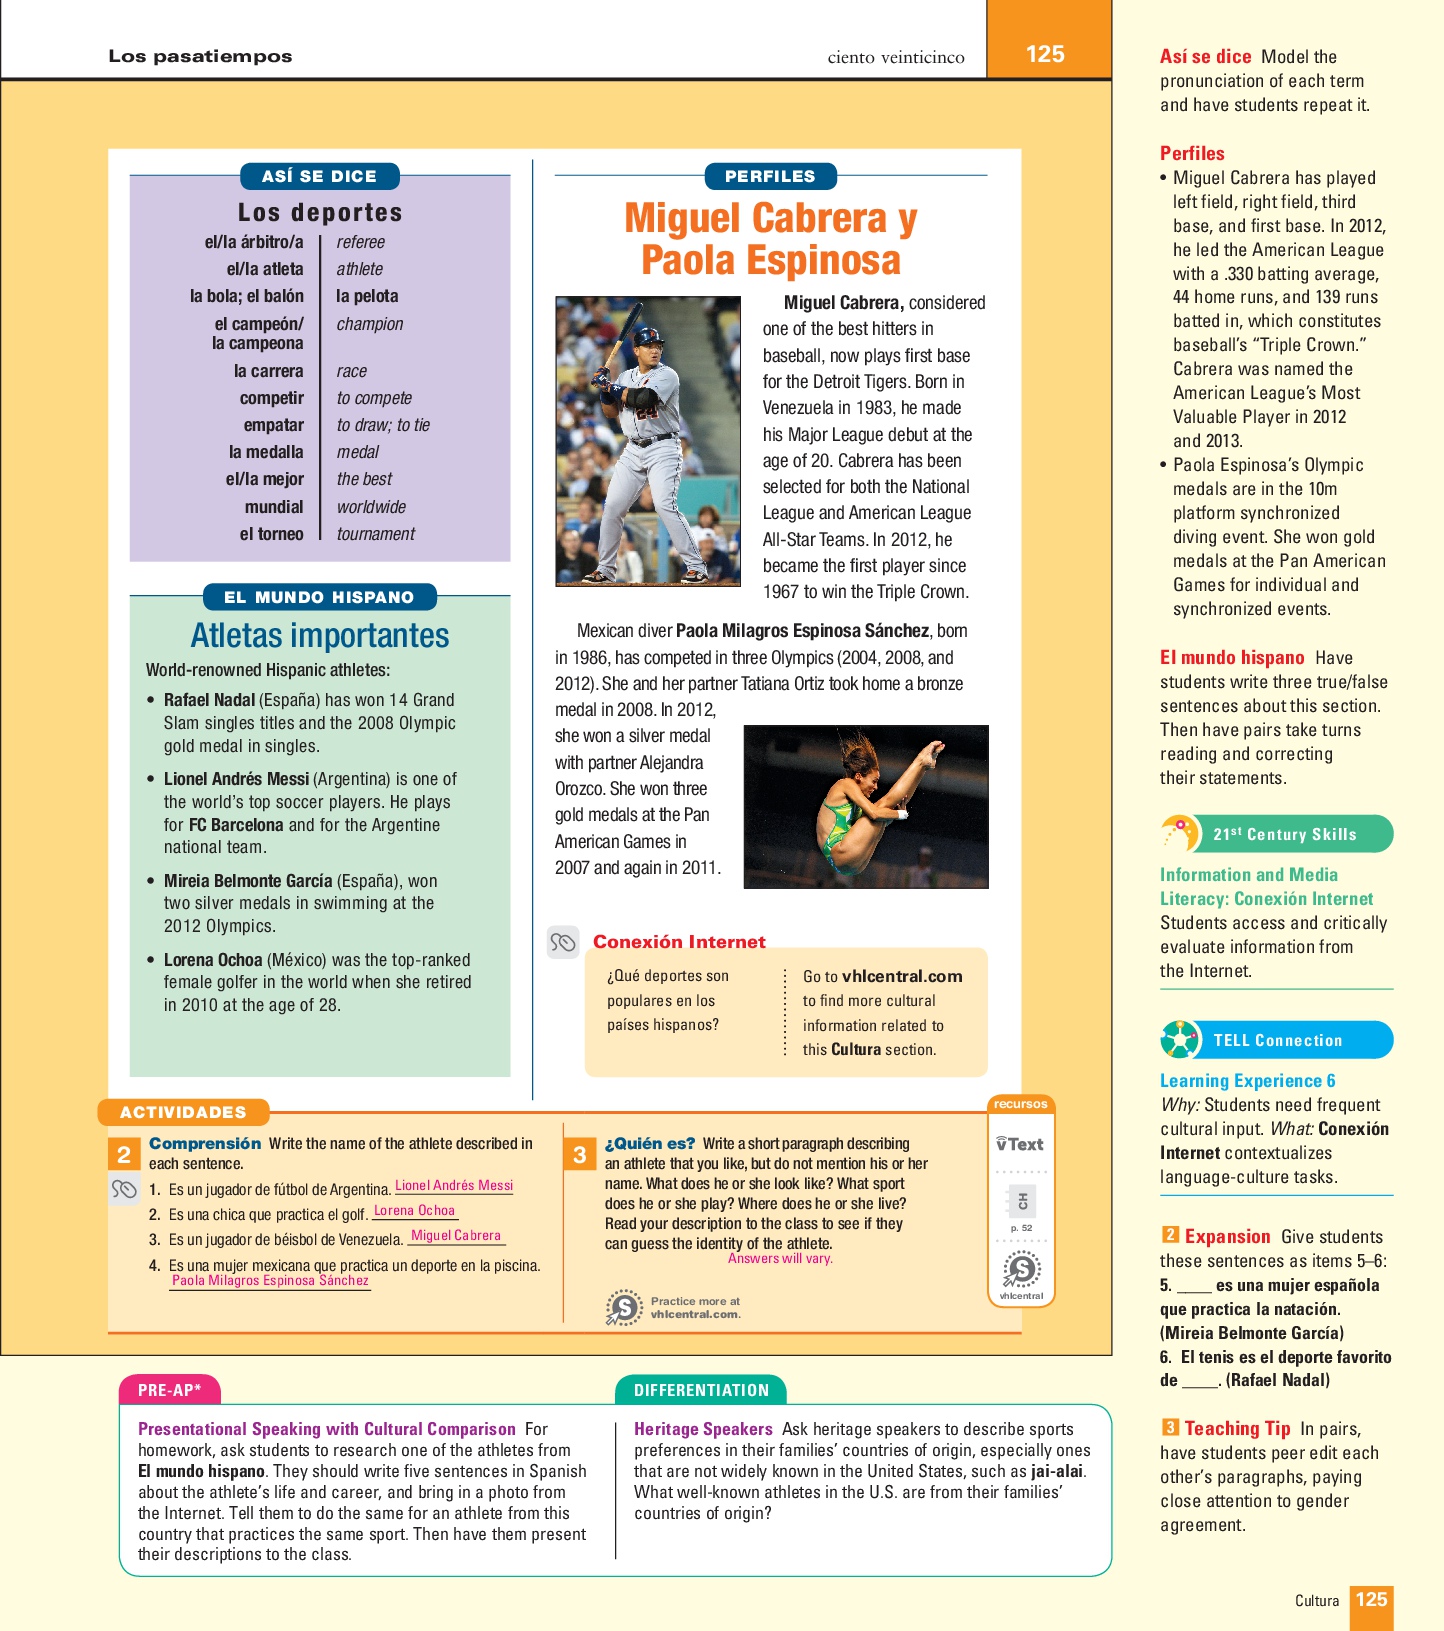 Los pasatiempos
ciento veinticinco
125
ASÍ SE DICE
Los deportes
el/la árbitro/a referee
el/la atleta athlete
la bola; el balón la pelota
el campeón/ champion
la campeona
la carrera race
competir to compete
empatar to draw; to tie
la medalla medal
el/la mejor the best
mundial worldwide
el torneo tournament
EL MUNDO HISPANO
Atletas importantes
World-renowned Hispanic athletes:
• Rafael Nadal (España) has won 14 Grand
Slam singles titles and the 2008 Olympic
gold medal in singles.
• Lionel Andrés Messi (Argentina) is one of
the world's top soccer players. He plays
for FC Barcelona and for the Argentine
national team.
• Mireia Belmonte García (España), won
two silver medals in swimming at the
2012 Olympics.
• Lorena Ochoa (México) was the top-ranked
female golfer in the world when she retired
in 2010 at the age of 28.
PERFILES
Miguel Cabrera y
Paola Espinosa
Miguel Cabrera, considered
one of the best hitters in
baseball, now plays first base
for the Detroit Tigers. Born in
Venezuela in 1983, he made
his Major League debut at the
age of 20. Cabrera has been
selected for both the National
League and American League
All-Star Teams. In 2012, he
became the first player since
1967 to win the Triple Crown.
24
Mexican diver Paola Milagros Espinosa Sánchez, born
in 1986, has competed in three Olympics (2004, 2008, and
2012). She and her partner Tatiana Ortiz took home a bronze
medal in 2008. In 2012,
she won a silver medal
with partner Alejandra
Orozco. She won three
gold medals at the Pan
American Games in
2007 and again in 2011.
Conexión Internet
¿Qué deportes son
populares en los
países hispanos?
Go to vhlcentral.com
to find more cultural
information related to
this Cultura section.
ACTIVIDADES
2 Comprensión Write the name of the athlete described in
each sentence.
1. Es un jugador de fútbol de Argentina. Lionel Andrés Messi
2. Es una chica que practica el golf. Lorena Ochoa
3. Es un jugador de béisbol de Venezuela. Miguel Cabrera
4. Es una mujer mexicana que practica un deporte en la piscina.
Paola Milagros Espinosa Sánchez
3 ¿Quién es? Write a short paragraph describing
an athlete that you like, but do not mention his or her
name. What does he or she look like? What sport
does he or she play? Where does he or she live?
Read your description to the class to see if they
can guess the identity of the athlete.
Answers will vary.
S Practice more at
vhlcentral.com.
recursos
vText
CH
p. 52
S
vhlcentral
PRE-AP*
Presentational Speaking with Cultural Comparison For
homework, ask students to research one of the athletes from
El mundo hispano. They should write five sentences in Spanish
about the athlete's life and career, and bring in a photo from
the Internet. Tell them to do the same for an athlete from this
country that practices the same sport. Then have them present
their descriptions to the class.
DIFFERENTIATION
Heritage Speakers Ask heritage speakers to describe sports
preferences in their families' countries of origin, especially ones
that are not widely known in the United States, such as jai-alai.
What well-known athletes in the U.S. are from their families'
countries of origin?
Así se dice Model the
pronunciation of each term
and have students repeat it.
Perfiles
• Miguel Cabrera has played
left field, right field, third
base, and first base. In 2012,
he led the American League
with a .330 batting average,
44 home runs, and 139 runs
batted in, which constitutes
baseball's “Triple Crown.”
Cabrera was named the
American League's Most
Valuable Player in 2012
and 2013.
• Paola Espinosa's Olympic
medals are in the 10m
platform synchronized
diving event. She won gold
medals at the Pan American
Games for individual and
synchronized events.
El mundo hispano Have
students write three true/false
sentences about this section.
Then have pairs take turns
reading and correcting
their statements.
21st Century Skills
Information and Media
Literacy: Conexión Internet
Students access and critically
evaluate information from
the Internet.
TELL Connection
Learning Experience 6
Why: Students need frequent
cultural input. What: Conexión
Internet contextualizes
language-culture tasks.
2 Expansion Give students
these sentences as items 5–6:
5. ____ es una mujer española
que practica la natación.
(Mireia Belmonte García)
6. El tenis es el deporte favorito
de ____. (Rafael Nadal)
3 Teaching Tip In pairs,
have students peer edit each
other's paragraphs, paying
close attention to gender
agreement.
Cultura 125